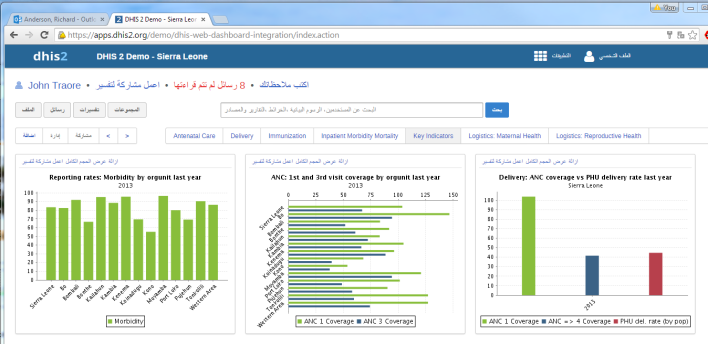 Anderson, Richard - Outl
DHIS 2 Demo - Sierra Leo
https://apps.dhis2.org/demo/dhis-web-dashboard-integration/index.action
dhis2 DHIS 2 Demo - Sierra Leone التطبيقات الملف الشخصي
John Traore • اعمل مشاركة لتفسير • 8 رسائل لم تتم قراءتها • اكتب ملاحظاتك
الملف رسائل تفسيرات المجموعات البحث عن المستخدمين, الرسوم البيانيه ,الخرائط ,التقارير والمصادر بحث
اضافة إدارة مشاركة < > Antenatal Care Delivery Immunization Inpatient Morbidity Mortality Key Indicators Logistics: Maternal Health Logistics: Reproductive Health
ازالة عرض الحجم الكامل اعمل مشاركة لتفسير
Reporting rates: Morbidity by orgunit last year
2013
100
90
80
70
60
50
40
30
20
10
0
Sierra Leone Bo Bombali Bonthe Kailahun Kambia Kenema Koinadugu Kono Moyamba Port Loko Pujehun Tonkolili Western Area
Morbidity
ازالة عرض الحجم الكامل اعمل مشاركة لتفسير
ANC: 1st and 3rd visit coverage by orgunit last year
2013
0 25 50 75 100 125 150
Sierra Leone
Bo
Bombali
Bonthe
Kailahun
Kambia
Kenema
Koinadugu
Kono
Moyamba
Port Loko
Pujehun
Tonkolili
Western Area
ANC 1 Coverage ANC 3 Coverage
ازالة عرض الحجم الكامل اعمل مشاركة لتفسير
Delivery: ANC coverage vs PHU delivery rate last year
Sierra Leone
100
90
80
70
60
50
40
30
20
10
0
2013
ANC 1 Coverage ANC => 4 Coverage PHU del. rate (by pop)